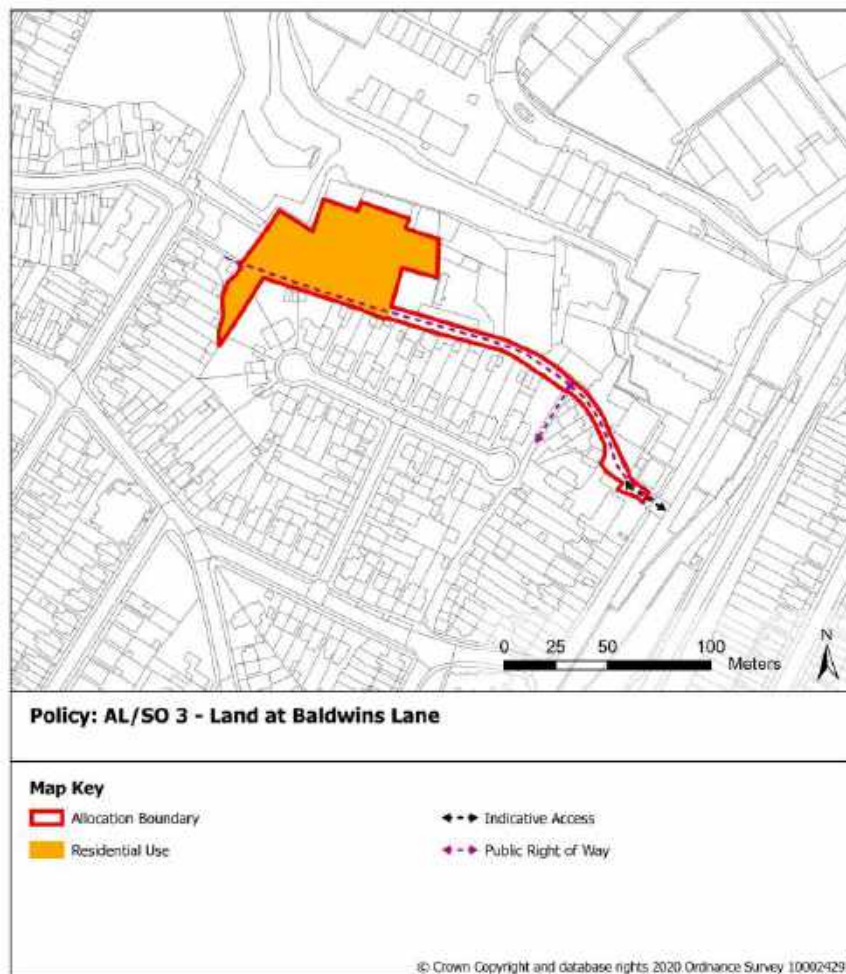 0 25 50 100
Meters
N
Policy: AL/SO 3 - Land at Baldwins Lane
Map Key
Allocation Boundary
Indicative Access
Residential Use
Public Right of Way
© Crown Copyright and database rights 2020 Ordnance Survey 10002429